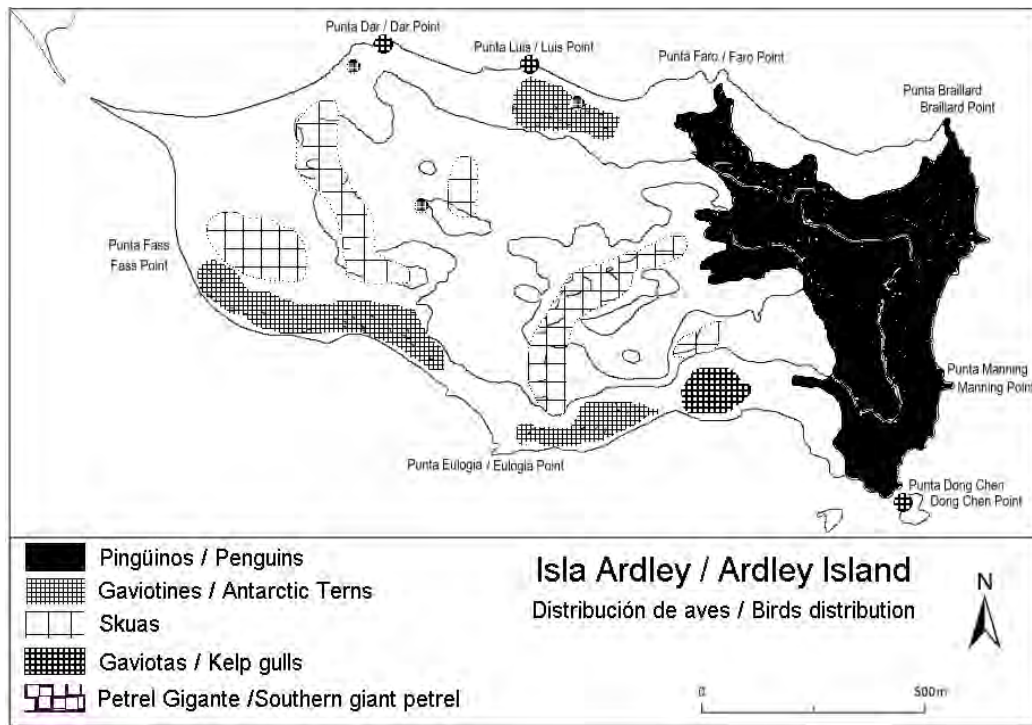 Punta Dar / Dar Point
Punta Luis / Luis Point
Punta Faro / Faro Point
Punta Braillard
Braillard Point
Punta Fass
Fass Point
Punta Manning
Manning Point
Punta Eulogia / Eulogia Point
Punta Dong Chen
Dong Chen Point
Pingüinos / Penguins
Gaviotines / Antarctic Terns
Skuas
Gaviotas / Kelp gulls
Petrel Gigante /Southern giant petrel
Isla Ardley / Ardley Island
Distribución de aves / Birds distribution
N
0 500m